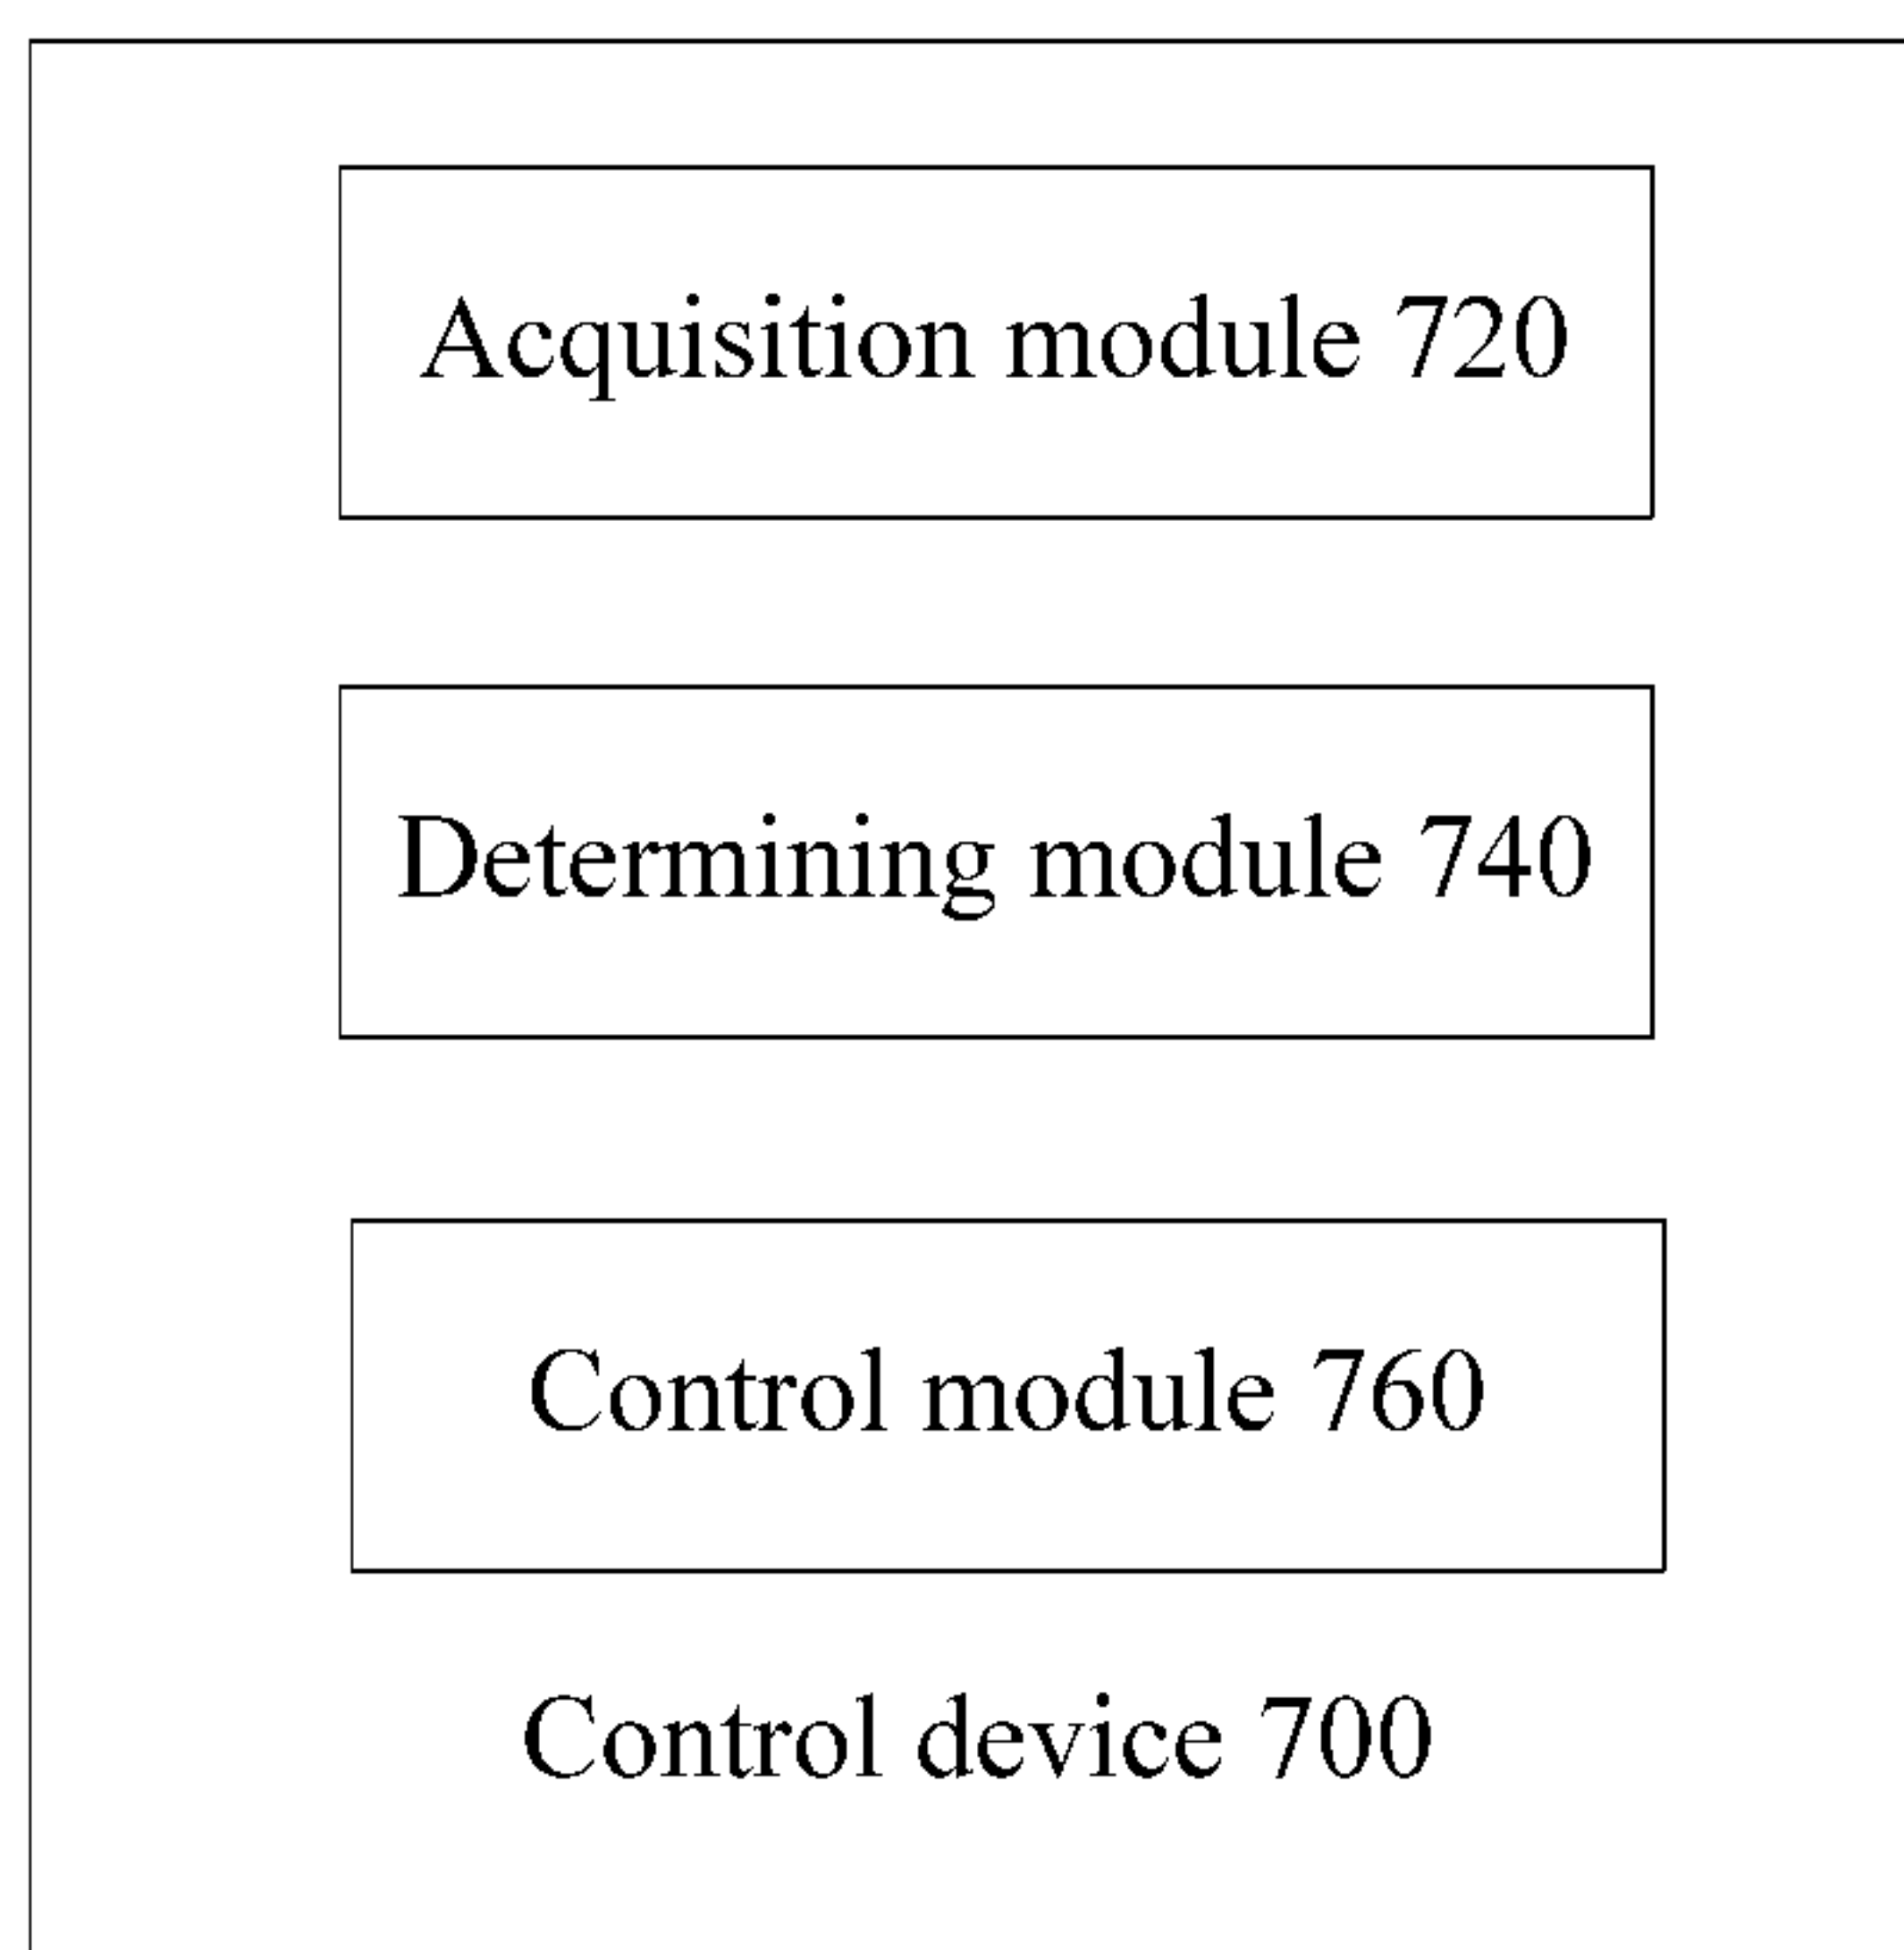 Acquisition module 720
Determining module 740
Control module 760
Control device 700